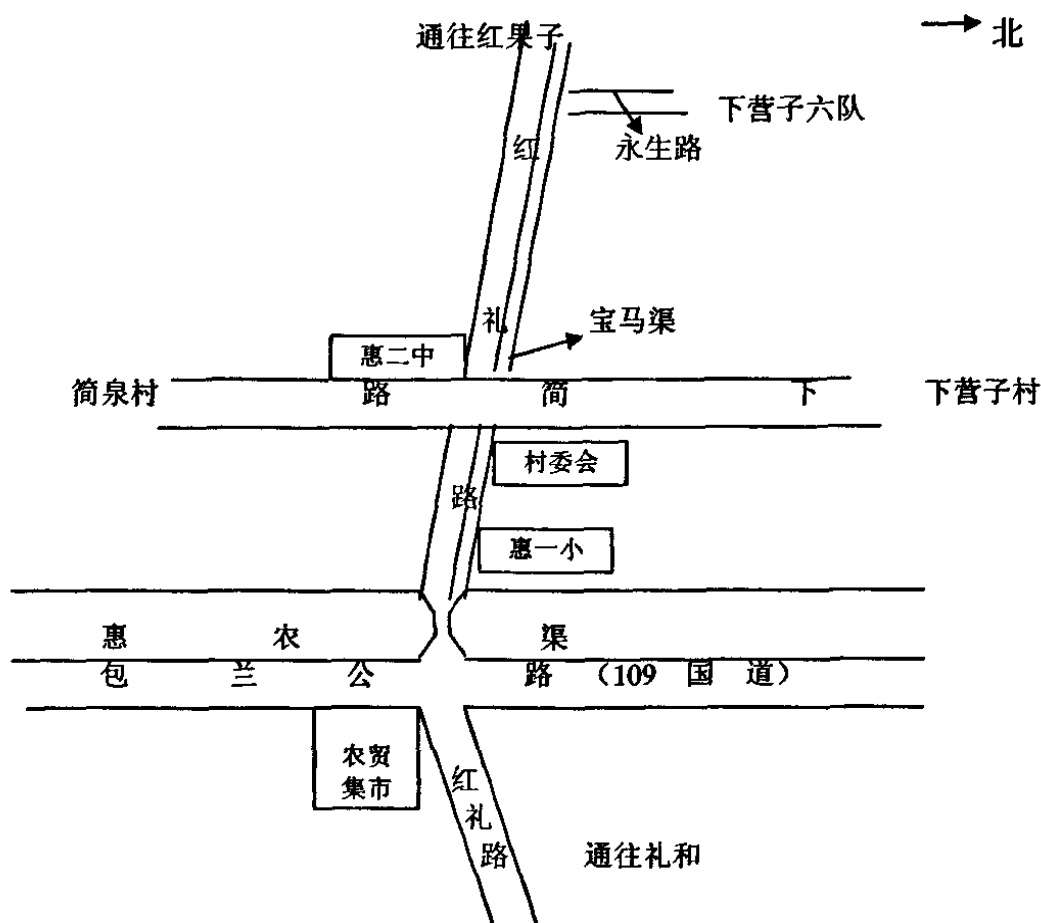 通往红果子
北
下营子六队
永生路
红
礼
宝马渠
惠二中
简泉村 路 简 下 下营子村
村委会
路
惠一小
惠 农 渠
包 兰 公 路（109 国 道）
农贸
集市
红
礼
路
通往礼和